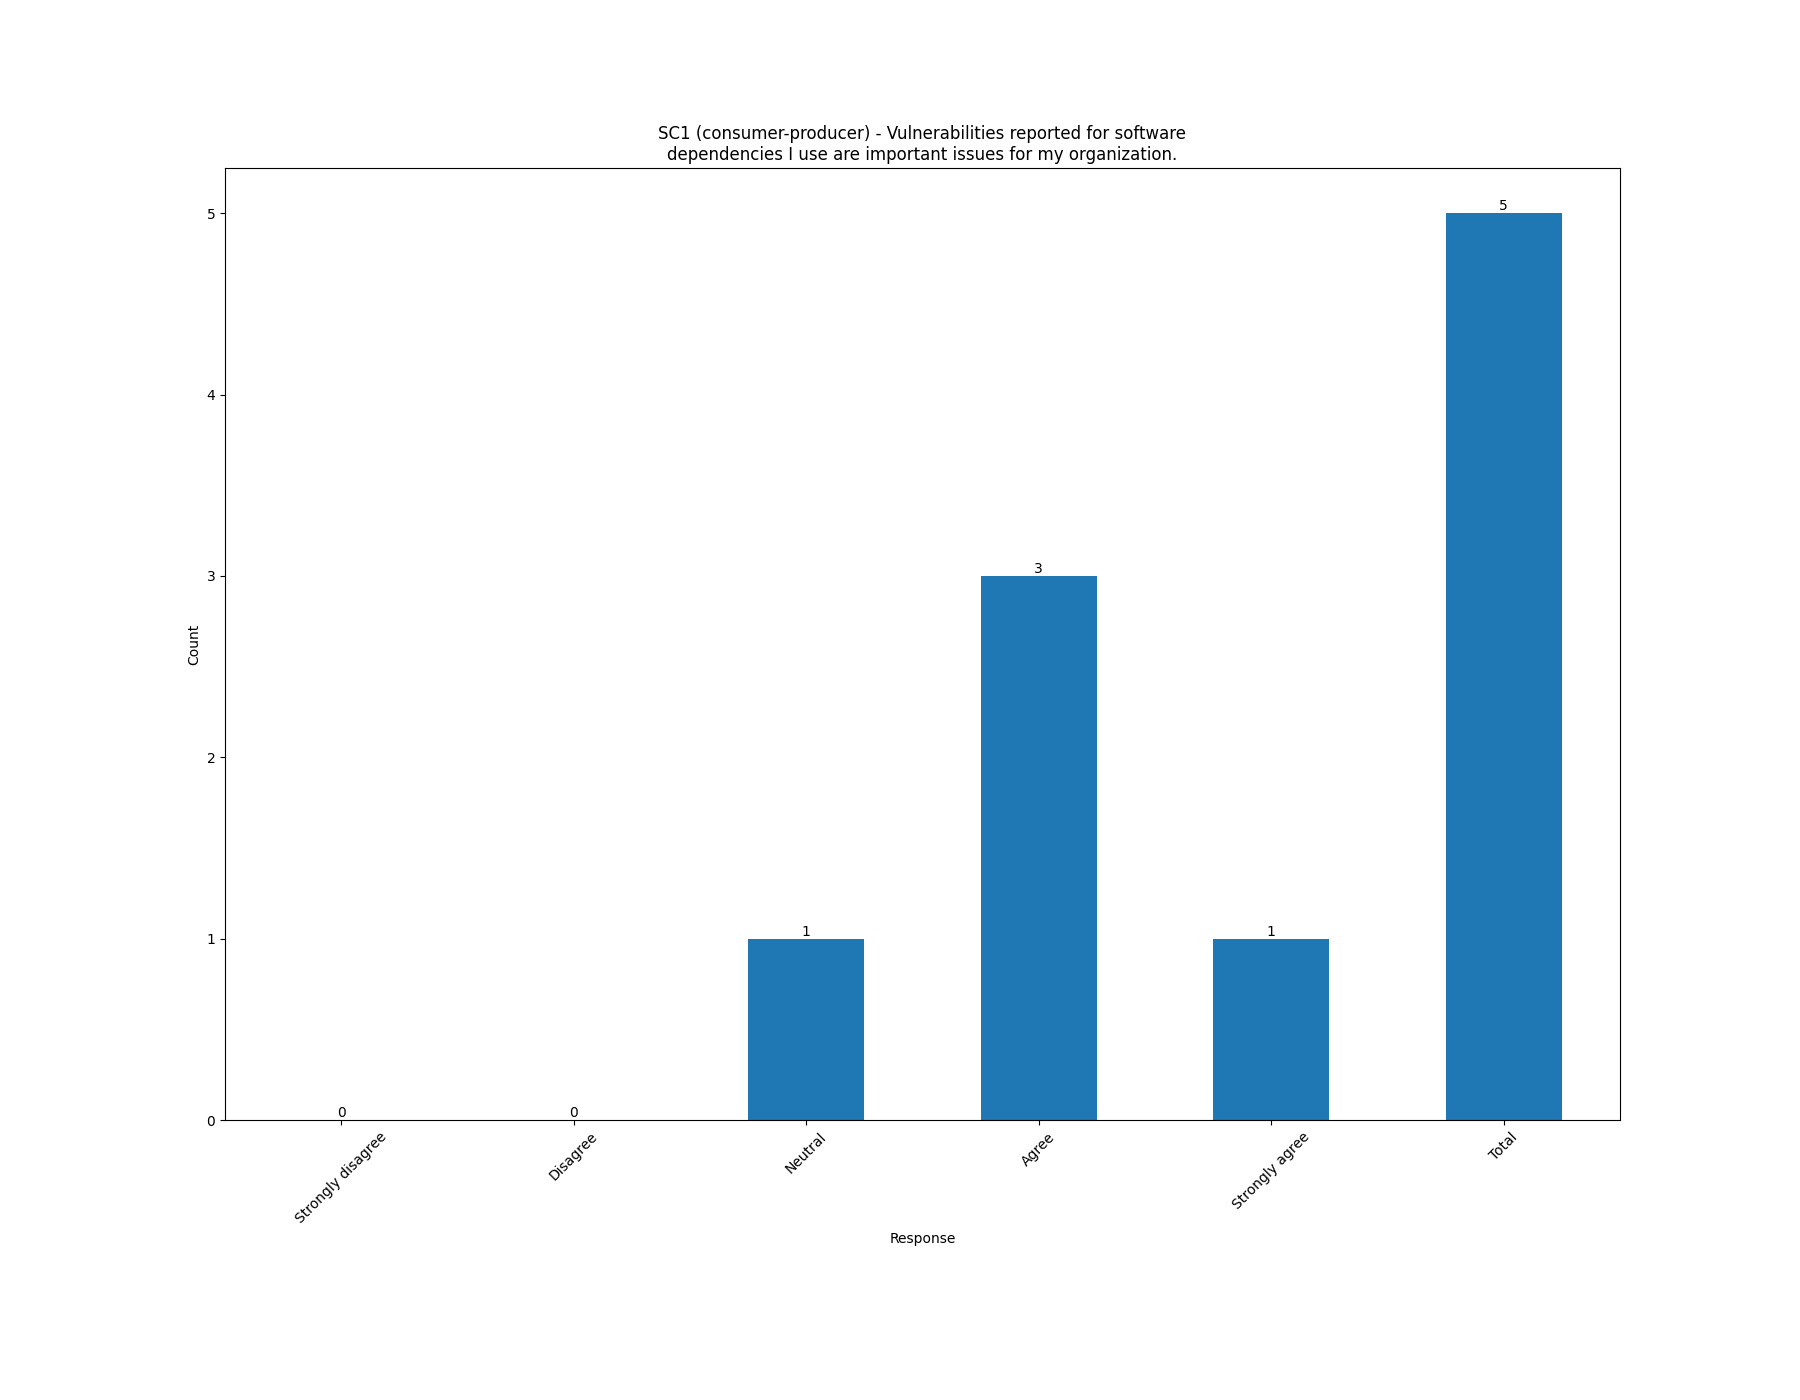 SC1 (consumer-producer) - Vulnerabilities reported for software
dependencies I use are important issues for my organization.
5
4
3
2
1
0
Count
0
0
1
3
1
5
Strongly disagree
Disagree
Neutral
Agree
Strongly agree
Total
Response